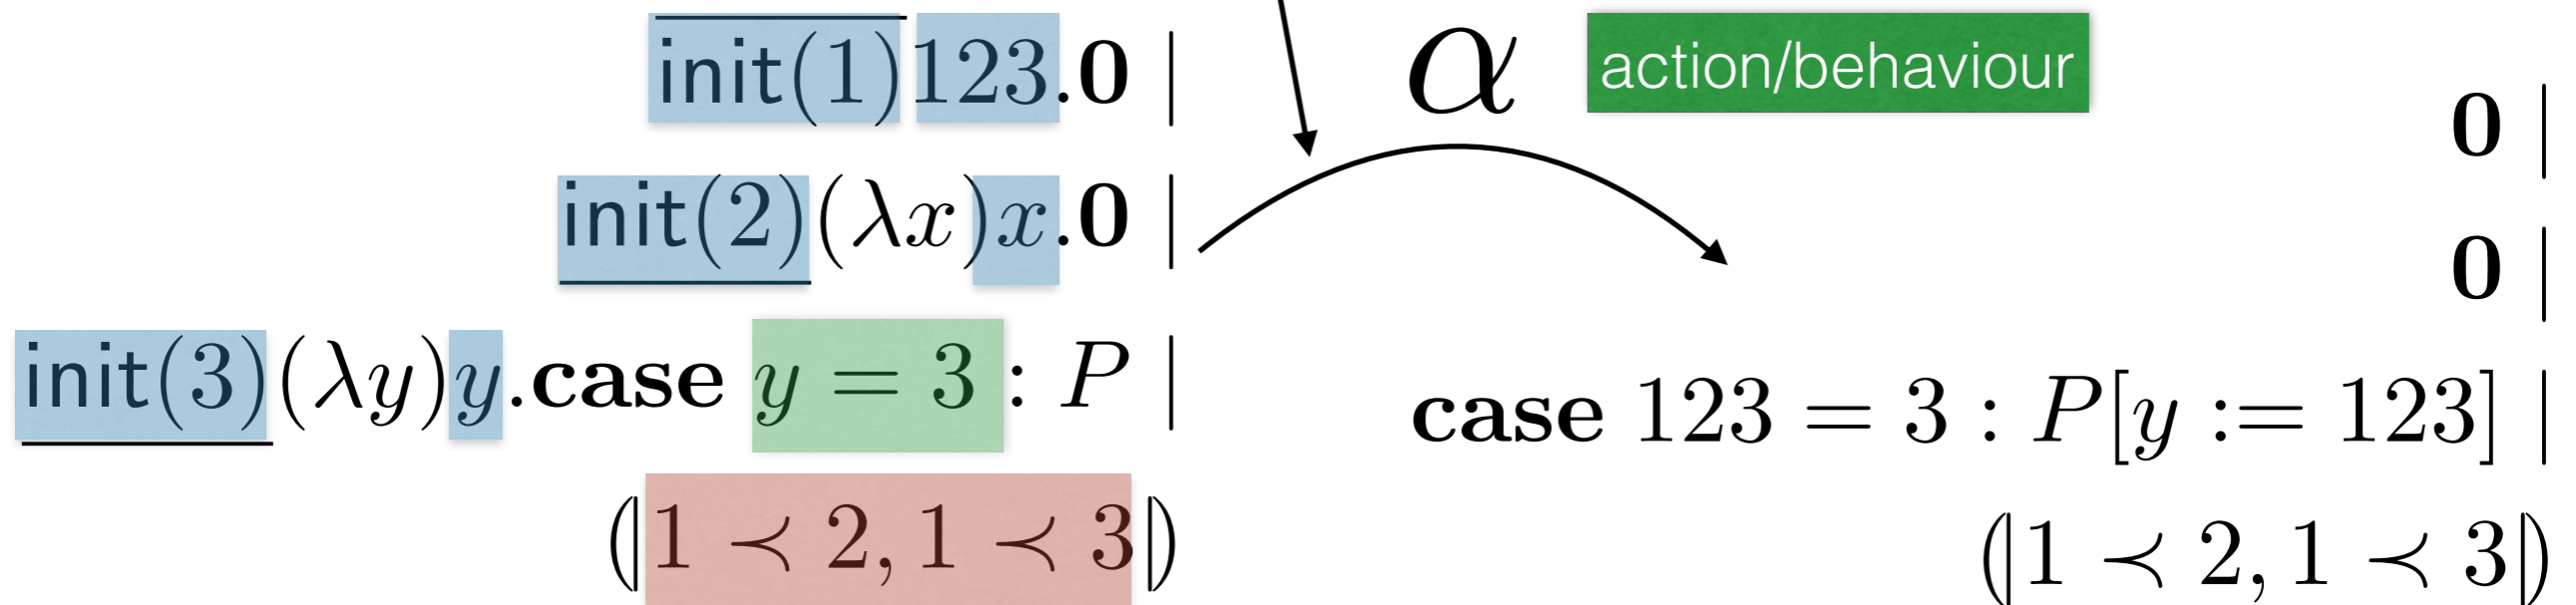 init(1) 123.0 |
init(2)(λx)x.0 |
init(3)(λy)y.case y = 3 : P |
(|1 ≺ 2, 1 ≺ 3|)
α
action/behaviour
0 |
0 |
case 123 = 3 : P[y := 123] |
(|1 ≺ 2, 1 ≺ 3|)